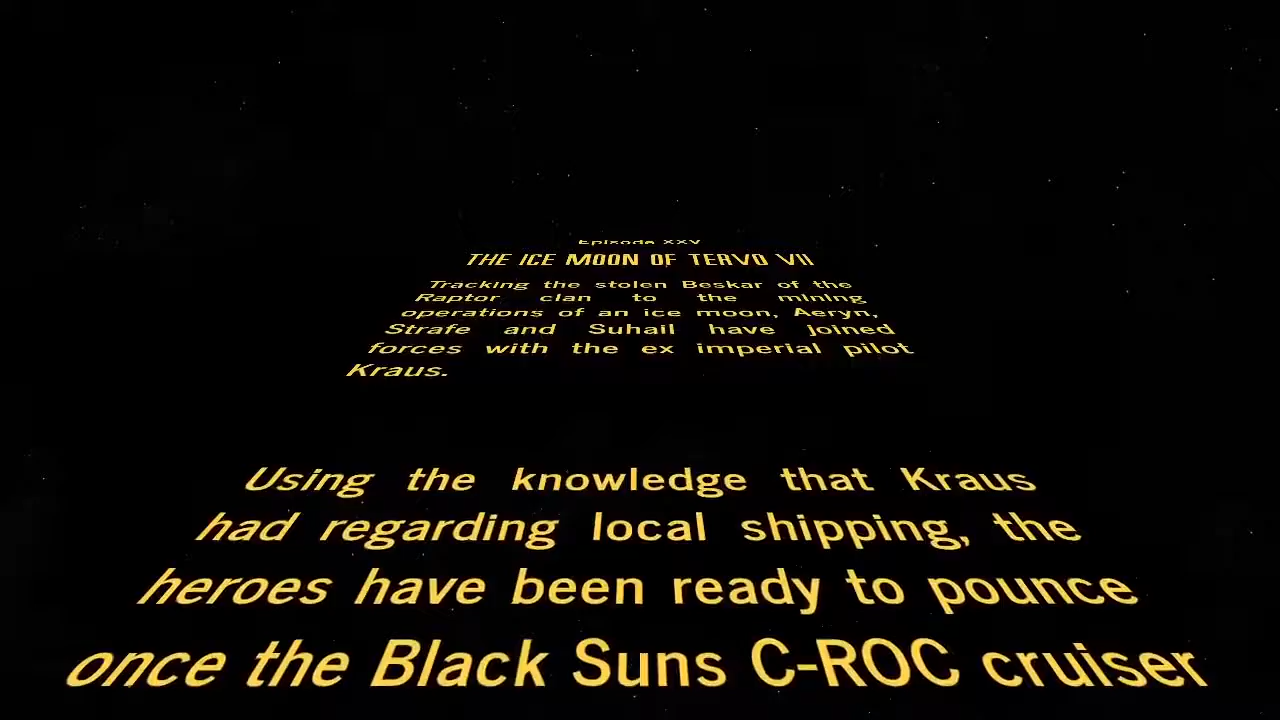 Episode XXV
THE ICE MOON OF TERVO VII
Tracking the stolen Beskar of the
Raptor clan to the mining
operations of an ice moon, Aeryn,
Strafe and Suhail have joined
forces with the ex imperial pilot
Kraus.
Using the knowledge that Kraus
had regarding local shipping, the
heroes have been ready to pounce
once the Black Suns C-ROC cruiser